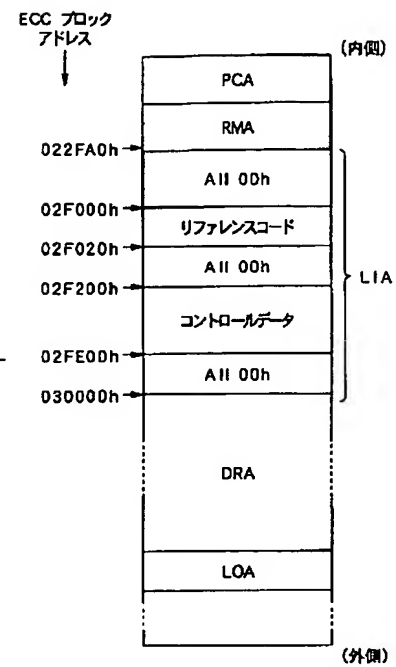 ECC ブロック
アドレス
(内側)
PCA
RMA
022FA0h
All 00h
02F000h
リファレンスコード
02F020h
All 00h
LIA
02F200h
コントロールデータ
02FE00h
All 00h
030000h
DRA
LOA
(外側)